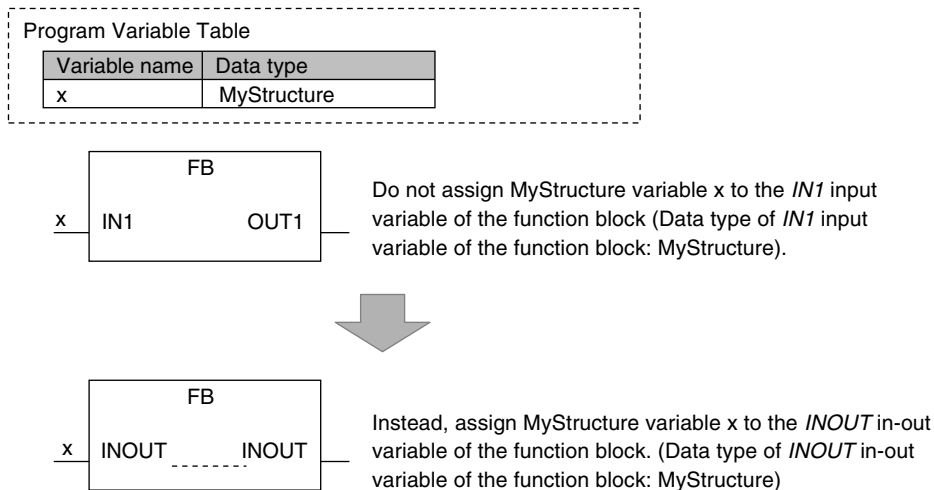 Program Variable Table
Variable name Data type
x MyStructure
FB
x IN1 OUT1
Do not assign MyStructure variable x to the IN1 input
variable of the function block (Data type of IN1 input
variable of the function block: MyStructure).
FB
x INOUT INOUT
Instead, assign MyStructure variable x to the INOUT in-out
variable of the function block. (Data type of INOUT in-out
variable of the function block: MyStructure)